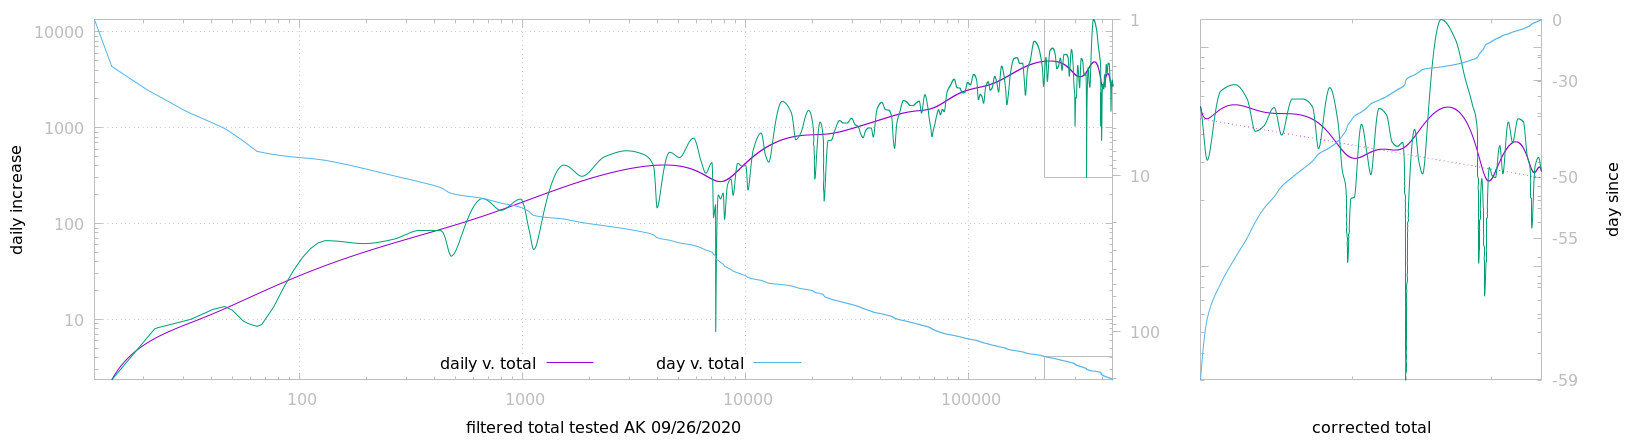 10000
1000
100
10
daily increase
100
1000
10000
100000
filtered total tested AK 09/26/2020
daily v. total
day v. total
1
10
100
0
-30
-50
-55
-59
day since
corrected total